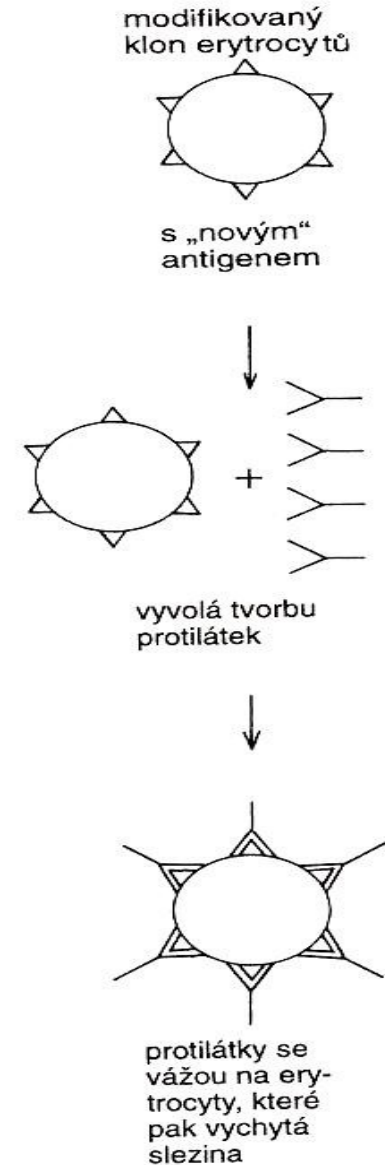 modifikovaný
klon erytrocytů
s „novým“
antigenem
+
vyvolá tvorbu
protilátek
protilátky se
vážou na ery-
trocyty, které
pak vychytá
slezina